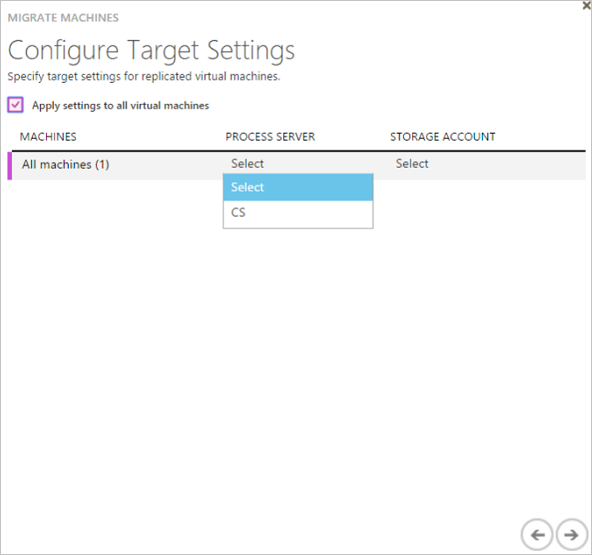 MIGRATE MACHINES
Configure Target Settings
Specify target settings for replicated virtual machines.
Apply settings to all virtual machines
MACHINES PROCESS SERVER STORAGE ACCOUNT
All machines (1) Select Select
Select
CS